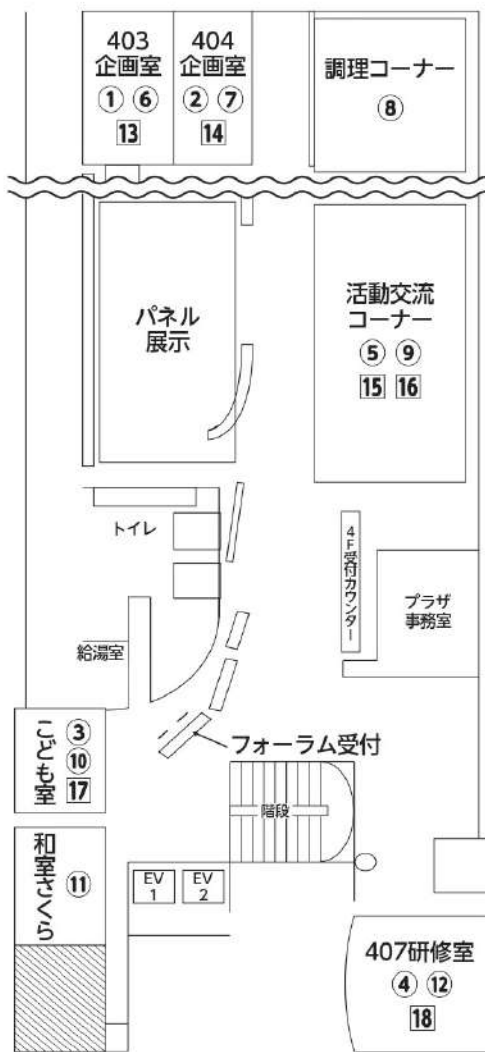 403
企画室
① ⑥
13
404
企画室
② ⑦
14
調理コーナー
⑧
パネル
展示
活動交流
コーナー
⑤ ⑨
15 16
トイレ
4F受付カウンター
プラザ
事務室
給湯室
こども室
③
⑩
17
フォーラム受付
階段
和室さくら
⑪
EV
1
EV
2
407研修室
④ ⑫
18